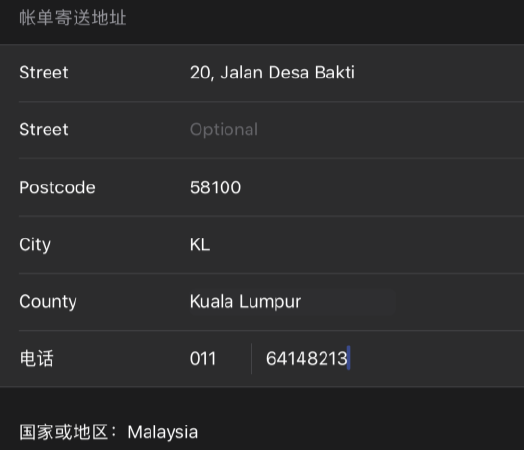 帐单寄送地址
Street 20, Jalan Desa Bakti
Street Optional
Postcode 58100
City KL
County Kuala Lumpur
电话 011 64148213
国家或地区：Malaysia